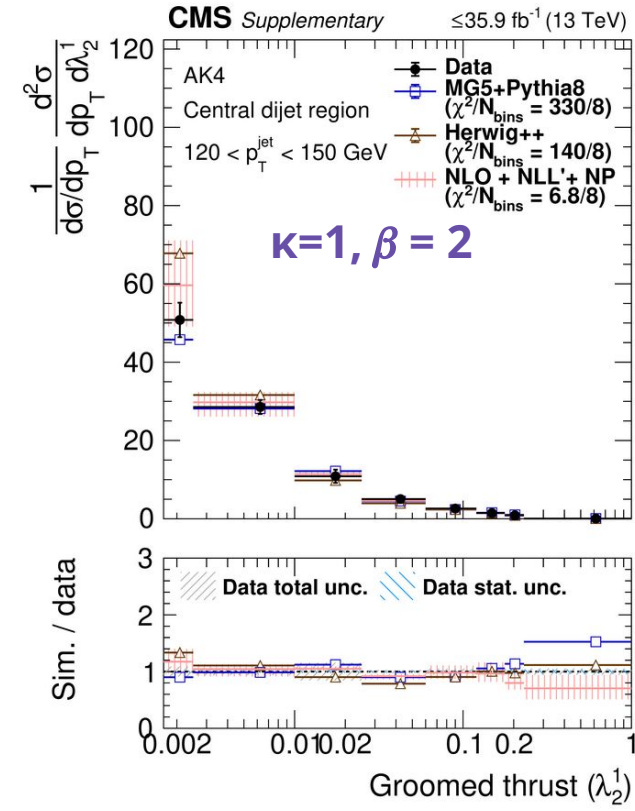 CMS Supplementary ≤35.9 fb⁻¹ (13 TeV)
1/(dσ/dp_T) d²σ/(dp_T dλ¹₂)
120
100
80
60
40
20
0
AK4
Central dijet region
120 < p_T^jet < 150 GeV
Data
MG5+Pythia8
(χ²/N_bins = 330/8)
Herwig++
(χ²/N_bins = 140/8)
NLO + NLL'+ NP
(χ²/N_bins = 6.8/8)
κ=1, β = 2
Sim. / data
3
2
1
0
Data total unc. Data stat. unc.
0.002 0.01 0.02 0.1 0.2 1
Groomed thrust (λ¹₂)